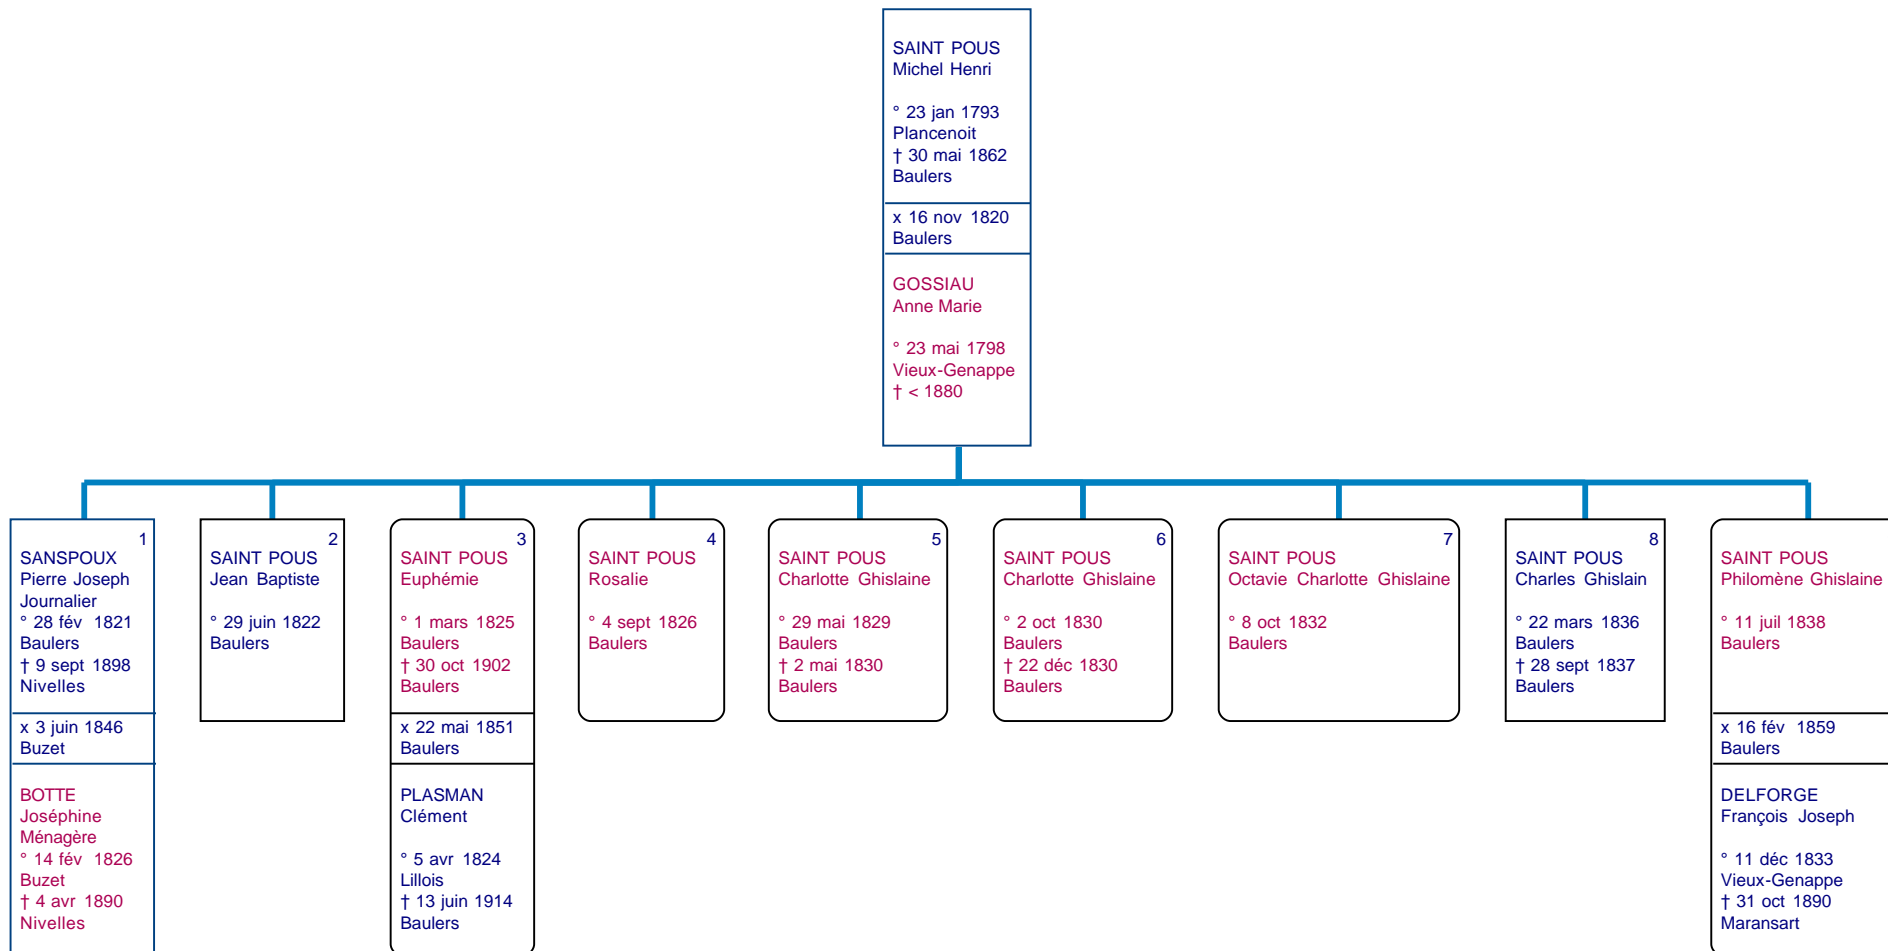 SAINT POUS
Michel Henri
° 23 jan 1793
Plancenoit
† 30 mai 1862
Baulers
x 16 nov 1820
Baulers
GOSSIAU
Anne Marie
° 23 mai 1798
Vieux-Genappe
† < 1880
1
SANSPOUX
Pierre Joseph
Journalier
° 28 fév 1821
Baulers
† 9 sept 1898
Nivelles
x 3 juin 1846
Buzet
BOTTE
Joséphine
Ménagère
° 14 fév 1826
Buzet
† 4 avr 1890
Nivelles
2
SAINT POUS
Jean Baptiste
° 29 juin 1822
Baulers
3
SAINT POUS
Euphémie
° 1 mars 1825
Baulers
† 30 oct 1902
Baulers
x 22 mai 1851
Baulers
PLASMAN
Clément
° 5 avr 1824
Lillois
† 13 juin 1914
Baulers
4
SAINT POUS
Rosalie
° 4 sept 1826
Baulers
5
SAINT POUS
Charlotte Ghislaine
° 29 mai 1829
Baulers
† 2 mai 1830
Baulers
6
SAINT POUS
Charlotte Ghislaine
° 2 oct 1830
Baulers
† 22 déc 1830
Baulers
7
SAINT POUS
Octavie Charlotte Ghislaine
° 8 oct 1832
Baulers
8
SAINT POUS
Charles Ghislain
° 22 mars 1836
Baulers
† 28 sept 1837
Baulers
SAINT POUS
Philomène Ghislaine
° 11 juil 1838
Baulers
x 16 fév 1859
Baulers
DELFORGE
François Joseph
° 11 déc 1833
Vieux-Genappe
† 31 oct 1890
Maransart